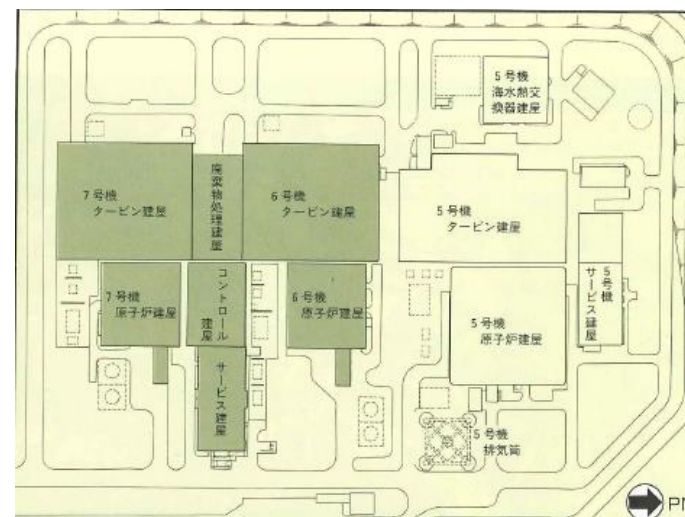 5号機
海水熱交
換器建屋
7号機
タービン建屋
廃棄物処理建屋
6号機
タービン建屋
5号機
タービン建屋
5号機
サービス建屋
7号機
原子炉建屋
コントロール
建屋
6号機
原子炉建屋
5号機
原子炉建屋
サービス建屋
5号機
排気筒
PN